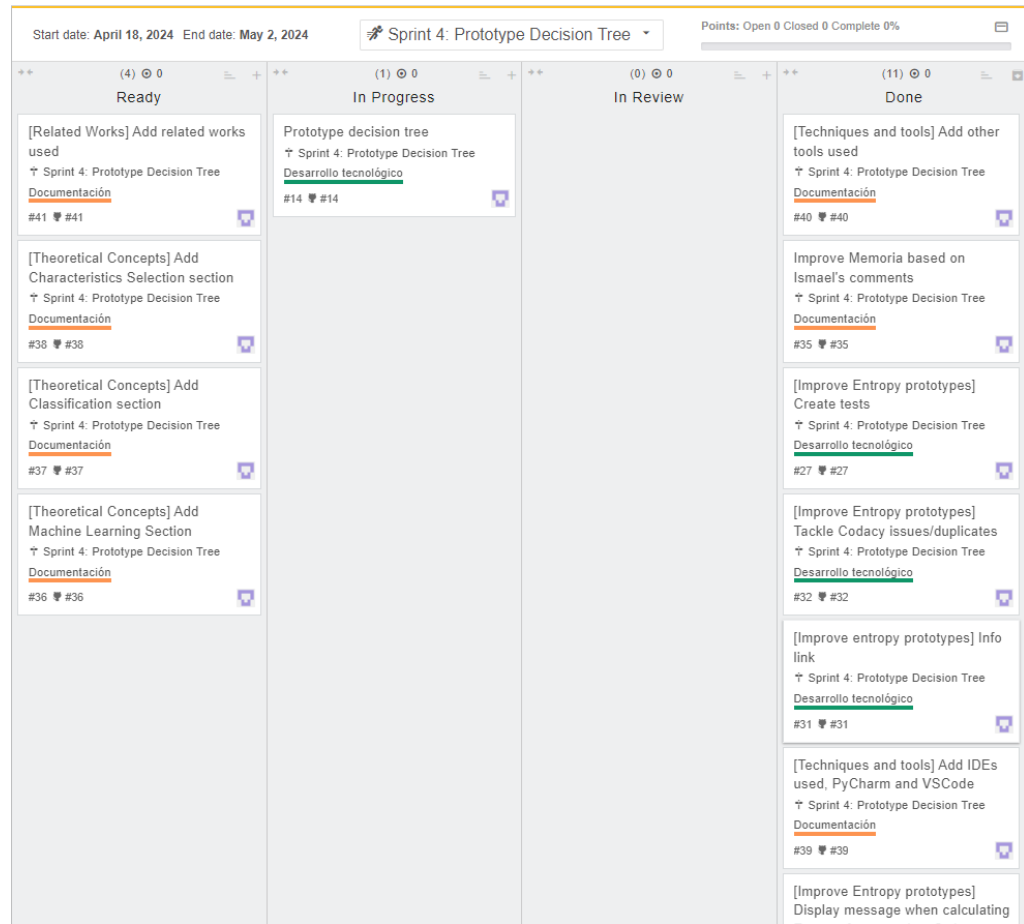 Start date: April 18, 2024 End date: May 2, 2024
Sprint 4: Prototype Decision Tree
Points: Open 0 Closed 0 Complete 0%
(4) 0
Ready
[Related Works] Add related works
used
Sprint 4: Prototype Decision Tree
Documentación
#41 #41
[Theoretical Concepts] Add
Characteristics Selection section
Sprint 4: Prototype Decision Tree
Documentación
#38 #38
[Theoretical Concepts] Add
Classification section
Sprint 4: Prototype Decision Tree
Documentación
#37 #37
[Theoretical Concepts] Add
Machine Learning Section
Sprint 4: Prototype Decision Tree
Documentación
#36 #36
(1) 0
In Progress
Prototype decision tree
Sprint 4: Prototype Decision Tree
Desarrollo tecnológico
#14 #14
(0) 0
In Review
(11) 0
Done
[Techniques and tools] Add other
tools used
Sprint 4: Prototype Decision Tree
Documentación
#40 #40
Improve Memoria based on
Ismael's comments
Sprint 4: Prototype Decision Tree
Documentación
#35 #35
[Improve Entropy prototypes]
Create tests
Sprint 4: Prototype Decision Tree
Desarrollo tecnológico
#27 #27
[Improve Entropy prototypes]
Tackle Codacy issues/duplicates
Sprint 4: Prototype Decision Tree
Desarrollo tecnológico
#32 #32
[Improve entropy prototypes] Info
link
Sprint 4: Prototype Decision Tree
Desarrollo tecnológico
#31 #31
[Techniques and tools] Add IDEs
used, PyCharm and VSCode
Sprint 4: Prototype Decision Tree
Documentación
#39 #39
[Improve Entropy prototypes]
Display message when calculating